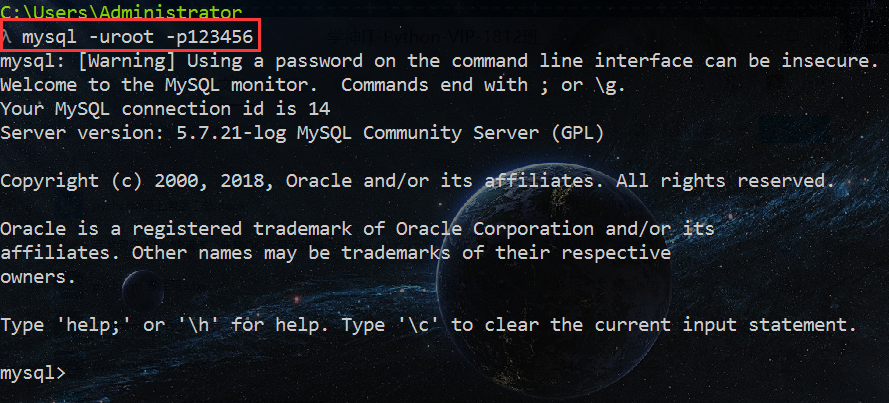 C:\Users\Administrator
λ mysql -uroot -p123456
mysql: [Warning] Using a password on the command line interface can be insecure.
Welcome to the MySQL monitor.  Commands end with ; or \g.
Your MySQL connection id is 14
Server version: 5.7.21-log MySQL Community Server (GPL)
Copyright (c) 2000, 2018, Oracle and/or its affiliates. All rights reserved.
Oracle is a registered trademark of Oracle Corporation and/or its
affiliates. Other names may be trademarks of their respective
owners.
Type 'help;' or '\h' for help. Type '\c' to clear the current input statement.
mysql>